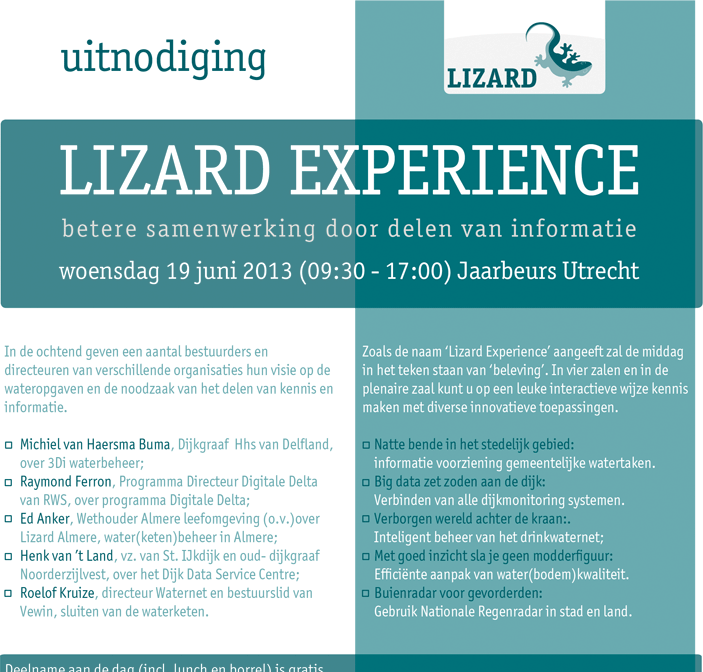 uitnodiging
LIZARD
LIZARD EXPERIENCE
betere samenwerking door delen van informatie
woensdag 19 juni 2013 (09:30 - 17:00) Jaarbeurs Utrecht
In de ochtend geven een aantal bestuurders en
directeuren van verschillende organisaties hun visie op de
wateropgaven en de noodzaak van het delen van kennis en
informatie.
Michiel van Haersma Buma, Dijkgraaf Hhs van Delfland,
over 3Di waterbeheer;
Raymond Ferron, Programma Directeur Digitale Delta
van RWS, over programma Digitale Delta;
Ed Anker, Wethouder Almere leefomgeving (o.v.)over
Lizard Almere, water(keten)beheer in Almere;
Henk van 't Land, vz. van St. IJkdijk en oud- dijkgraaf
Noorderzijlvest, over het Dijk Data Service Centre;
Roelof Kruize, directeur Waternet en bestuurslid van
Vewin, sluiten van de waterketen.
Zoals de naam 'Lizard Experience' aangeeft zal de middag
in het teken staan van 'beleving'. In vier zalen en in de
plenaire zaal kunt u op een leuke interactieve wijze kennis
maken met diverse innovatieve toepassingen.
Natte bende in het stedelijk gebied:
informatie voorziening gemeentelijke watertaken.
Big data zet zoden aan de dijk:
Verbinden van alle dijkmonitoring systemen.
Verborgen wereld achter de kraan:.
Inteligent beheer van het drinkwaternet;
Met goed inzicht sla je geen modderfiguur:
Efficiënte aanpak van water(bodem)kwaliteit.
Buienradar voor gevorderden:
Gebruik Nationale Regenradar in stad en land.
Deelname aan de dag (incl. lunch en borrel) is gratis